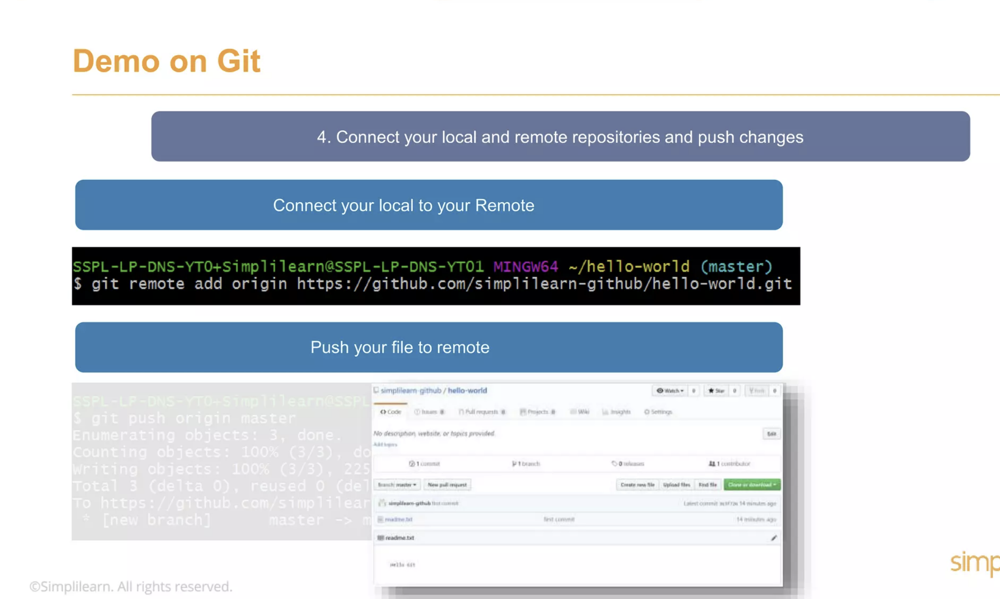 Demo on Git
4. Connect your local and remote repositories and push changes
Connect your local to your Remote
SSPL-LP-DNS-YT0+Simplilearn@SSPL-LP-DNS-YT01 MINGW64 ~/hello-world (master)
$ git remote add origin https://github.com/simplilearn-github/hello-world.git
Push your file to remote
SSPL-LP-DNS-YT0+Simplilearn@SSPL
$ git push origin master
Enumerating objects: 3, done.
Counting objects: 100% (3/3), do
Writing objects: 100% (3/3), 225
Total 3 (delta 0), reused 0 (del
To https://github.com/simplilear
* [new branch] master -> m
simplilearn-github / hello-world Watch 0 Star 0 Fork 0
Code Issues 0 Pull requests 0 Projects 0 Wiki Insights Settings
No description, website, or topics provided. Edit
Add topics
1 commit 1 branch 0 releases 1 contributor
Branch: master New pull request Create new file Upload files Find file Clone or download
simplilearn-github first commit Latest commit 14 minutes ago
readme.txt first commit 14 minutes ago
readme.txt
Hello Git
simp
©Simplilearn. All rights reserved.